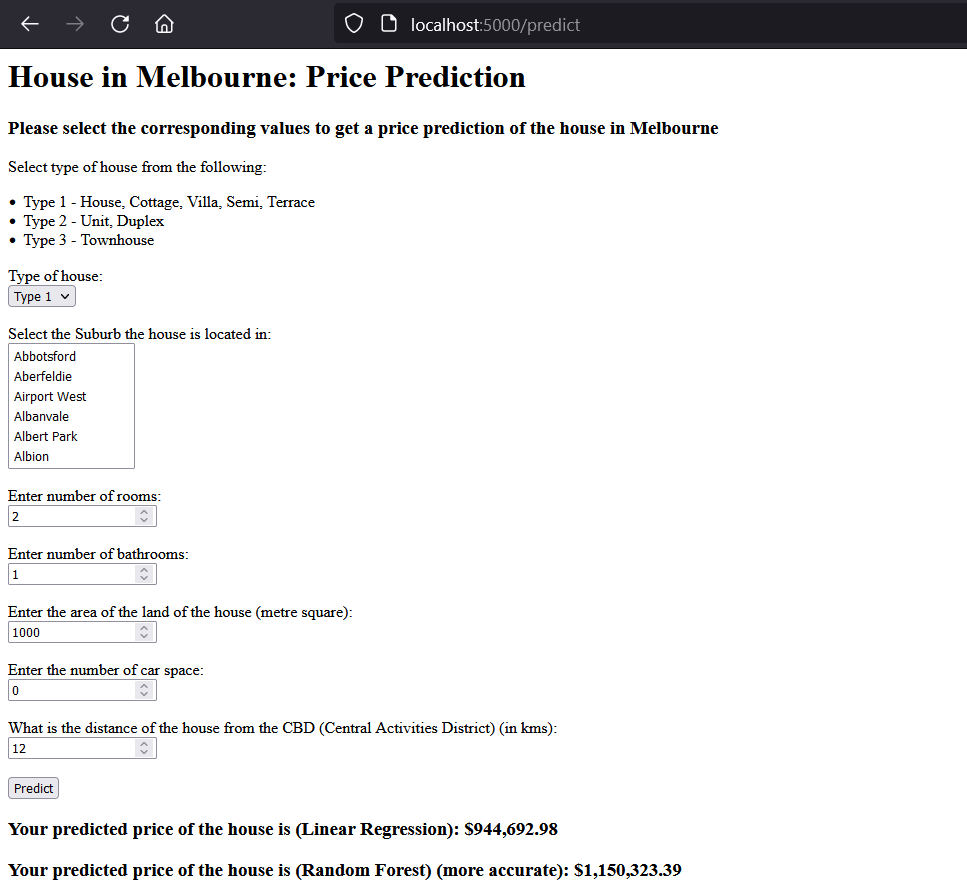 localhost:5000/predict
House in Melbourne: Price Prediction
Please select the corresponding values to get a price prediction of the house in Melbourne
Select type of house from the following:
• Type 1 - House, Cottage, Villa, Semi, Terrace
• Type 2 - Unit, Duplex
• Type 3 - Townhouse
Type of house:
Type 1
Select the Suburb the house is located in:
Abbotsford
Aberfeldie
Airport West
Albanvale
Albert Park
Albion
Enter number of rooms:
2
Enter number of bathrooms:
1
Enter the area of the land of the house (metre square):
1000
Enter the number of car space:
0
What is the distance of the house from the CBD (Central Activities District) (in kms):
12
Predict
Your predicted price of the house is (Linear Regression): $944,692.98
Your predicted price of the house is (Random Forest) (more accurate): $1,150,323.39